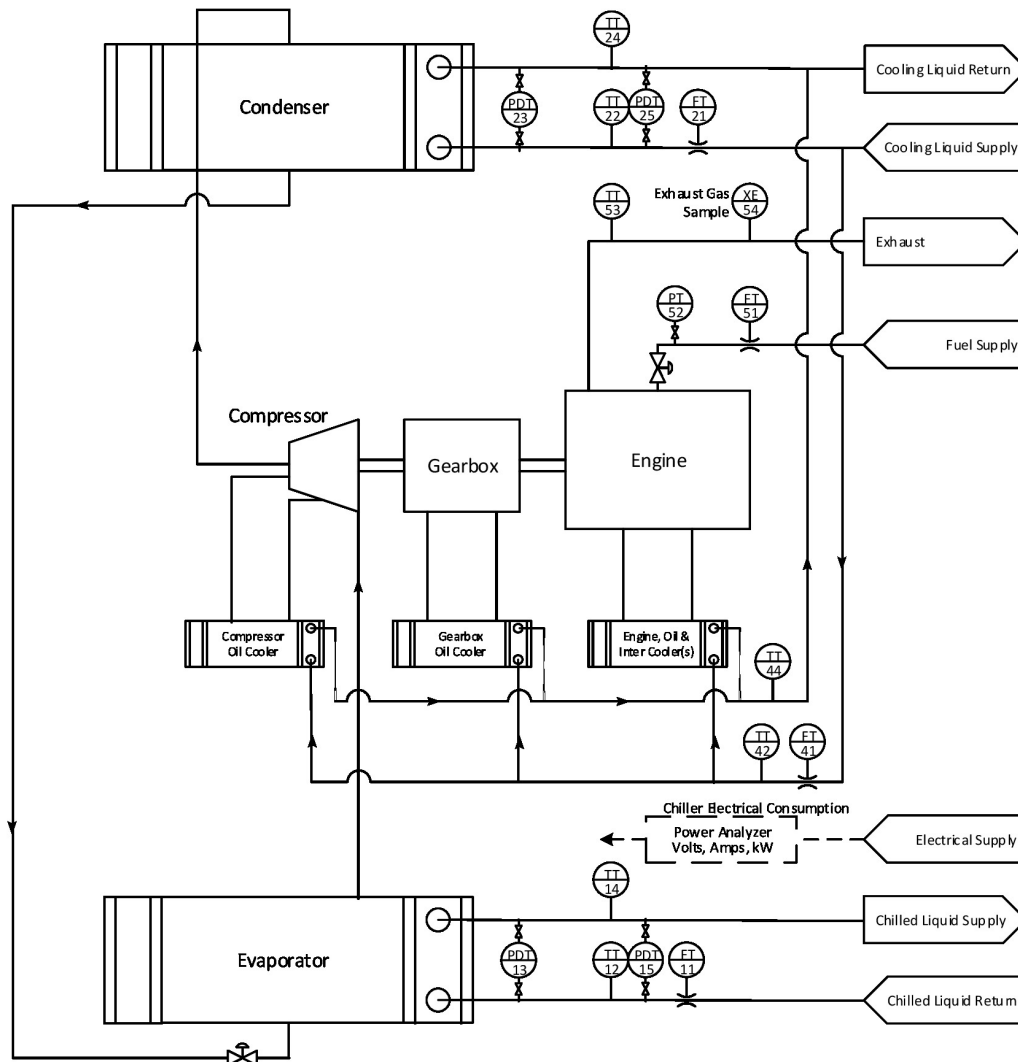 TT
24
Cooling Liquid Return
Condenser
PDT
23
TT
22
PDT
25
FT
21
Cooling Liquid Supply
TT
53
Exhaust Gas
Sample
XE
54
Exhaust
PT
52
FT
51
Fuel Supply
Compressor
Gearbox
Engine
Compressor
Oil Cooler
Gearbox
Oil Cooler
Engine, Oil &
Inter Cooler(s)
TT
44
TT
42
FT
41
Chiller Electrical Consumption
Power Analyzer
Volts, Amps, kW
Electrical Supply
TT
14
Chilled Liquid Supply
Evaporator
PDT
13
TT
12
PDT
15
FT
11
Chilled Liquid Return